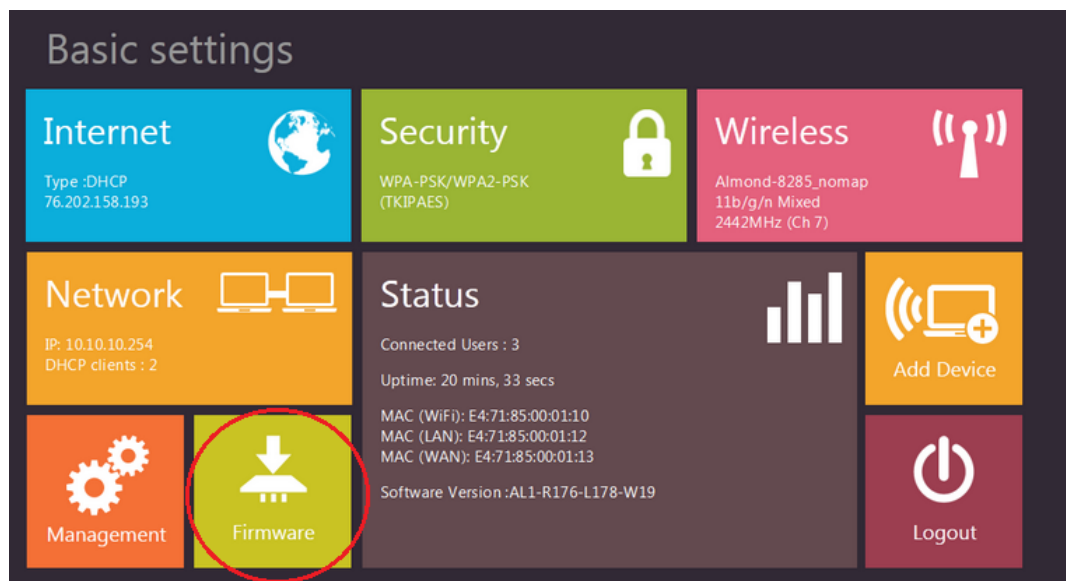 Basic settings
Internet
Type :DHCP
76.202.158.193
Security
WPA-PSK/WPA2-PSK
(TKIPAES)
Wireless
Almond-8285_nomap
11b/g/n Mixed
2442MHz (Ch 7)
Network
IP: 10.10.10.254
DHCP clients : 2
Status
Connected Users : 3
Uptime: 20 mins, 33 secs
MAC (WiFi): E4:71:85:00:01:10
MAC (LAN): E4:71:85:00:01:12
MAC (WAN): E4:71:85:00:01:13
Software Version :AL1-R176-L178-W19
Add Device
Management
Firmware
Logout